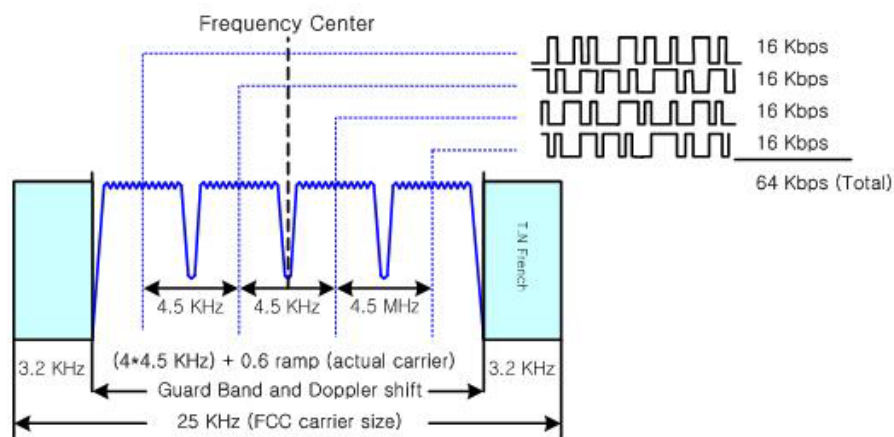 Frequency Center
16 Kbps
16 Kbps
16 Kbps
16 Kbps
64 Kbps (Total)
T.N French
4.5 KHz
4.5 KHz
4.5 MHz
(4*4.5 KHz) + 0.6 ramp (actual carrier)
3.2 KHz
3.2 KHz
Guard Band and Doppler shift
25 KHz (FCC carrier size)